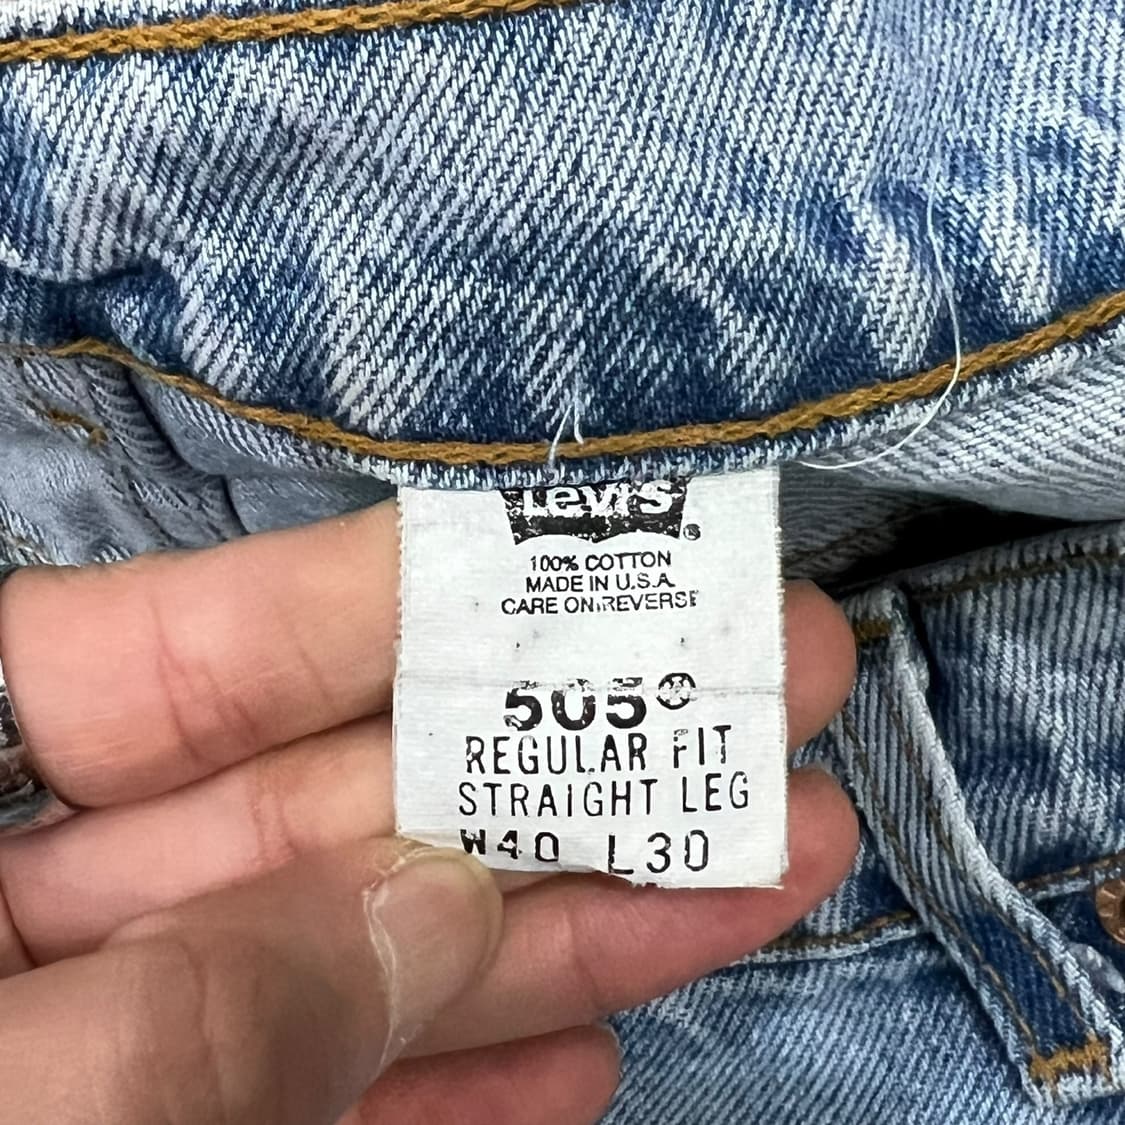 Levi's®
100% COTTON
MADE IN U.S.A.
CARE ON REVERSE
505®
REGULAR FIT
STRAIGHT LEG
W40 L30